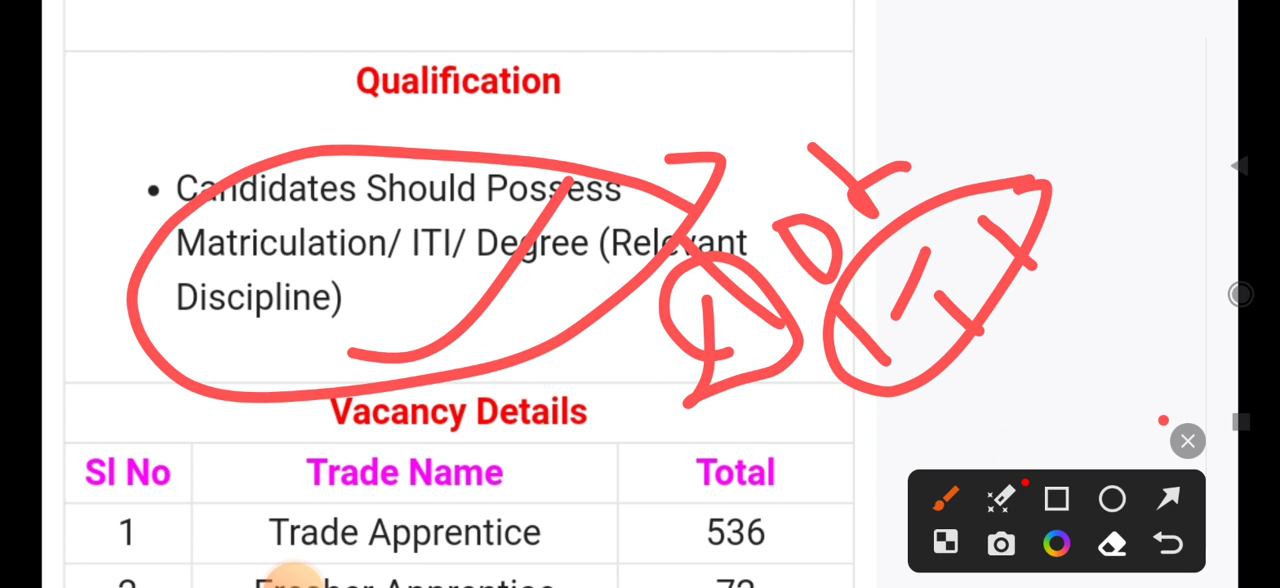 Qualification
• Candidates Should Possess
Matriculation/ ITI/ Degree (Relevant
Discipline)
Vacancy Details
Sl No Trade Name Total
1 Trade Apprentice 536